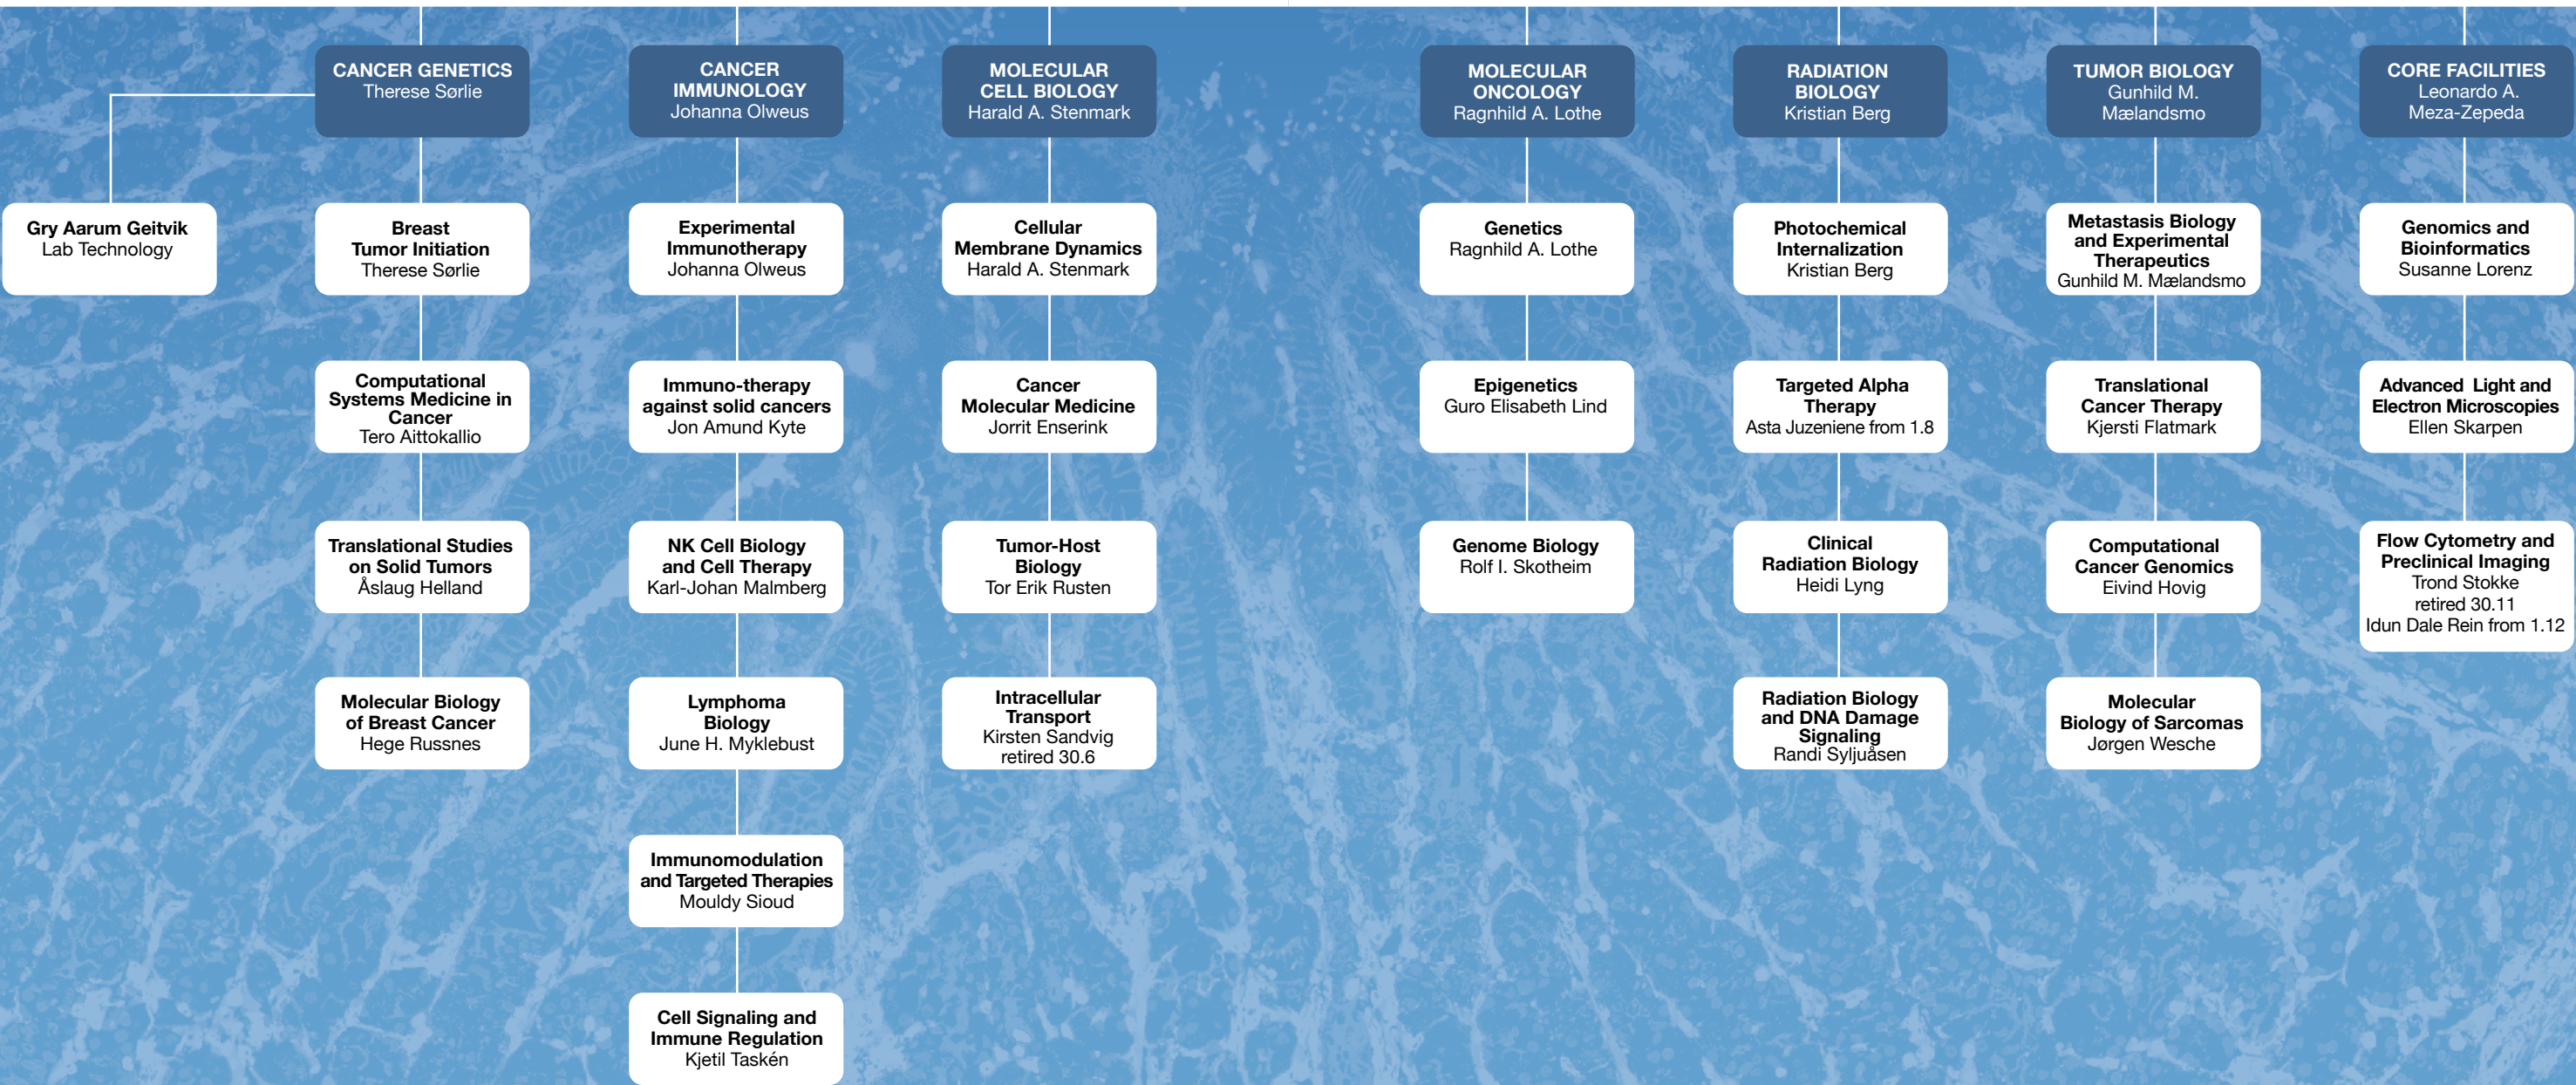 CANCER GENETICS
Therese Sørlie
CANCER
IMMUNOLOGY
Johanna Olweus
MOLECULAR
CELL BIOLOGY
Harald A. Stenmark
MOLECULAR
ONCOLOGY
Ragnhild A. Lothe
RADIATION
BIOLOGY
Kristian Berg
TUMOR BIOLOGY
Gunhild M.
Mælandsmo
CORE FACILITIES
Leonardo A.
Meza-Zepeda
Gry Aarum Geitvik
Lab Technology
Breast
Tumor Initiation
Therese Sørlie
Experimental
Immunotherapy
Johanna Olweus
Cellular
Membrane Dynamics
Harald A. Stenmark
Genetics
Ragnhild A. Lothe
Photochemical
Internalization
Kristian Berg
Metastasis Biology
and Experimental
Therapeutics
Gunhild M. Mælandsmo
Genomics and
Bioinformatics
Susanne Lorenz
Computational
Systems Medicine in
Cancer
Tero Aittokallio
Immuno-therapy
against solid cancers
Jon Amund Kyte
Cancer
Molecular Medicine
Jorrit Enserink
Epigenetics
Guro Elisabeth Lind
Targeted Alpha
Therapy
Asta Juzeniene from 1.8
Translational
Cancer Therapy
Kjersti Flatmark
Advanced Light and
Electron Microscopies
Ellen Skarpen
Translational Studies
on Solid Tumors
Åslaug Helland
NK Cell Biology
and Cell Therapy
Karl-Johan Malmberg
Tumor-Host
Biology
Tor Erik Rusten
Genome Biology
Rolf I. Skotheim
Clinical
Radiation Biology
Heidi Lyng
Computational
Cancer Genomics
Eivind Hovig
Flow Cytometry and
Preclinical Imaging
Trond Stokke
retired 30.11
Idun Dale Rein from 1.12
Molecular Biology
of Breast Cancer
Hege Russnes
Lymphoma
Biology
June H. Myklebust
Intracellular
Transport
Kirsten Sandvig
retired 30.6
Radiation Biology
and DNA Damage
Signaling
Randi Syljuåsen
Molecular
Biology of Sarcomas
Jørgen Wesche
Immunomodulation
and Targeted Therapies
Mouldy Sioud
Cell Signaling and
Immune Regulation
Kjetil Taskén